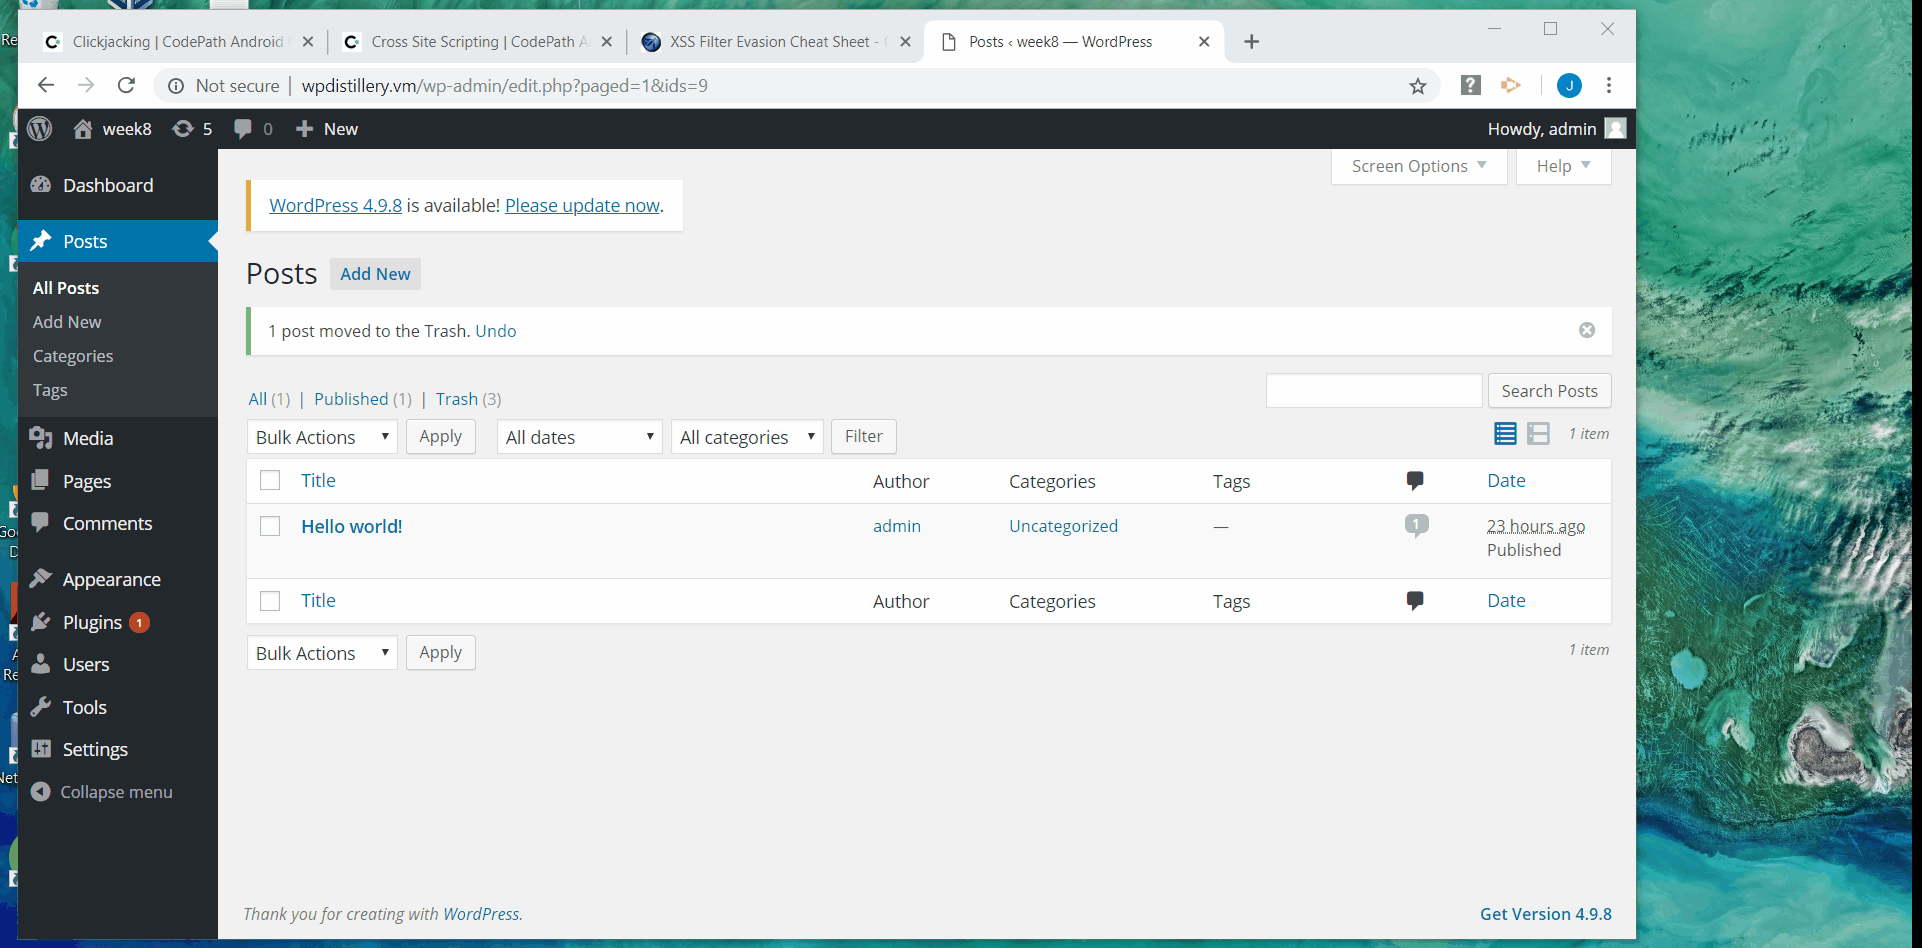 Clickjacking | CodePath Android
Cross Site Scripting | CodePath A
XSS Filter Evasion Cheat Sheet -
Posts ‹ week8 — WordPress
Not secure | wpdistillery.vm/wp-admin/edit.php?paged=1&ids=9
J
week8 5 0 New
Howdy, admin
Dashboard
Posts
All Posts
Add New
Categories
Tags
Media
Pages
Comments
Appearance
Plugins 1
Users
Tools
Settings
Collapse menu
Screen Options
Help
WordPress 4.9.8 is available! Please update now.
Posts Add New
1 post moved to the Trash. Undo
All (1) | Published (1) | Trash (3)
Search Posts
Bulk Actions Apply All dates All categories Filter
1 item
Title Author Categories Tags Date
Hello world! admin Uncategorized — 1 23 hours ago
Published
Title Author Categories Tags Date
Bulk Actions Apply
1 item
Thank you for creating with WordPress.
Get Version 4.9.8